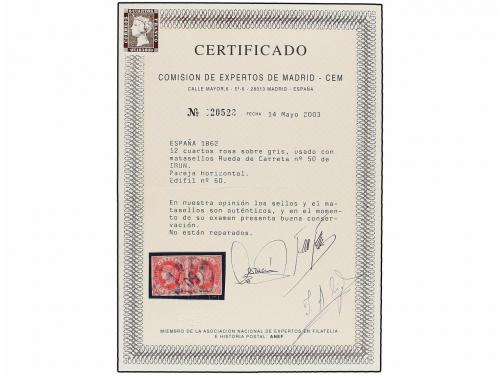 CERTIFICADO
COMISION DE EXPERTOS DE MADRID - CEM
CALLE MAYOR, 6 - 5º-6 - 28013 MADRID - ESPAÑA
Nº 020522 FECHA 14 Mayo 2003
ESPAÑA 1862
12 cuartos rosa sobre gris, usado con
matasellos Rueda de Carreta nº 50 de
IRUN.
Pareja horizontal.
Edifil nº 60.
En nuestra opinión los sellos y el ma-
tasellos son auténticos, y en el momen-
to de su examen presenta buena conser-
vación.
No están reparados.
MIEMBRO DE LA ASOCIACION NACIONAL DE EXPERTOS EN FILATELIA
E HISTORIA POSTAL ANEF